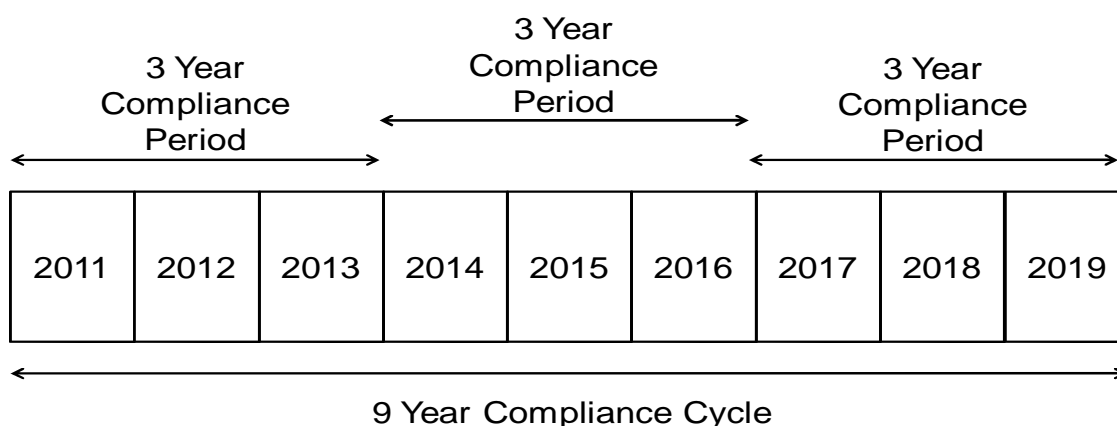 3 Year
Compliance
Period
3 Year
Compliance
Period
3 Year
Compliance
Period
2011 2012 2013 2014 2015 2016 2017 2018 2019
9 Year Compliance Cycle